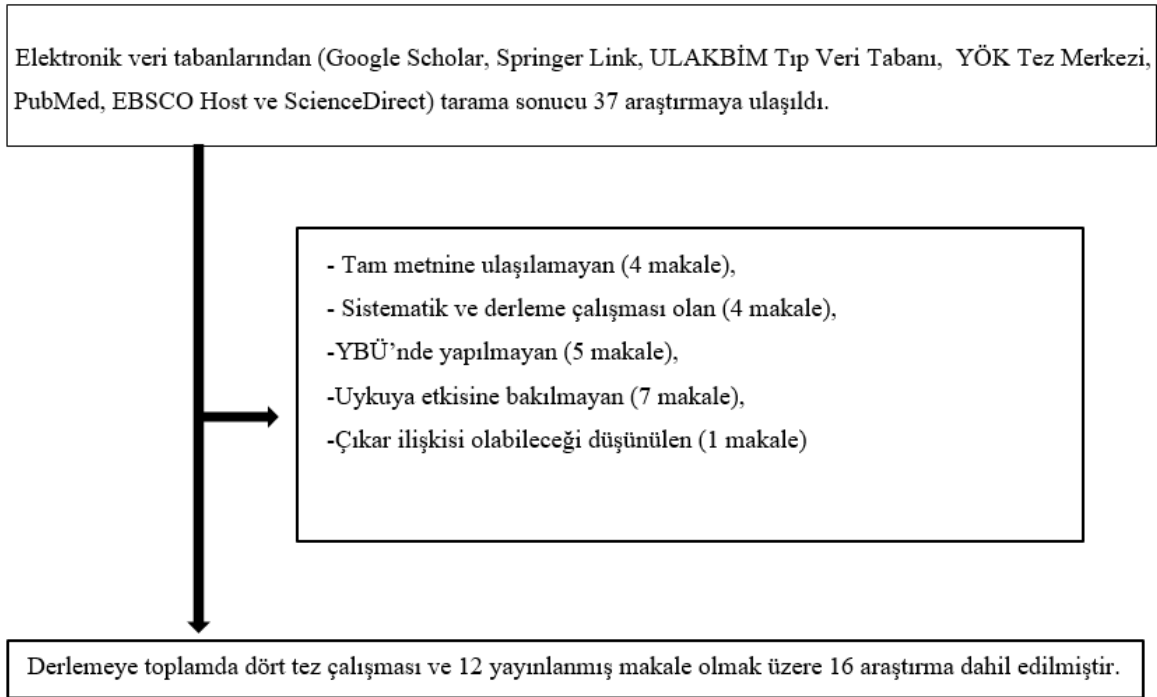 Elektronik veri tabanlarından (Google Scholar, Springer Link, ULAKBİM Tıp Veri Tabanı, YÖK Tez Merkezi,
PubMed, EBSCO Host ve ScienceDirect) tarama sonucu 37 araştırmaya ulaşıldı.
- Tam metnine ulaşılamayan (4 makale),
- Sistematik ve derleme çalışması olan (4 makale),
-YBÜ’nde yapılmayan (5 makale),
-Uykuya etkisine bakılmayan (7 makale),
-Çıkar ilişkisi olabileceği düşünülen (1 makale)
Derlemeye toplamda dört tez çalışması ve 12 yayınlanmış makale olmak üzere 16 araştırma dahil edilmiştir.